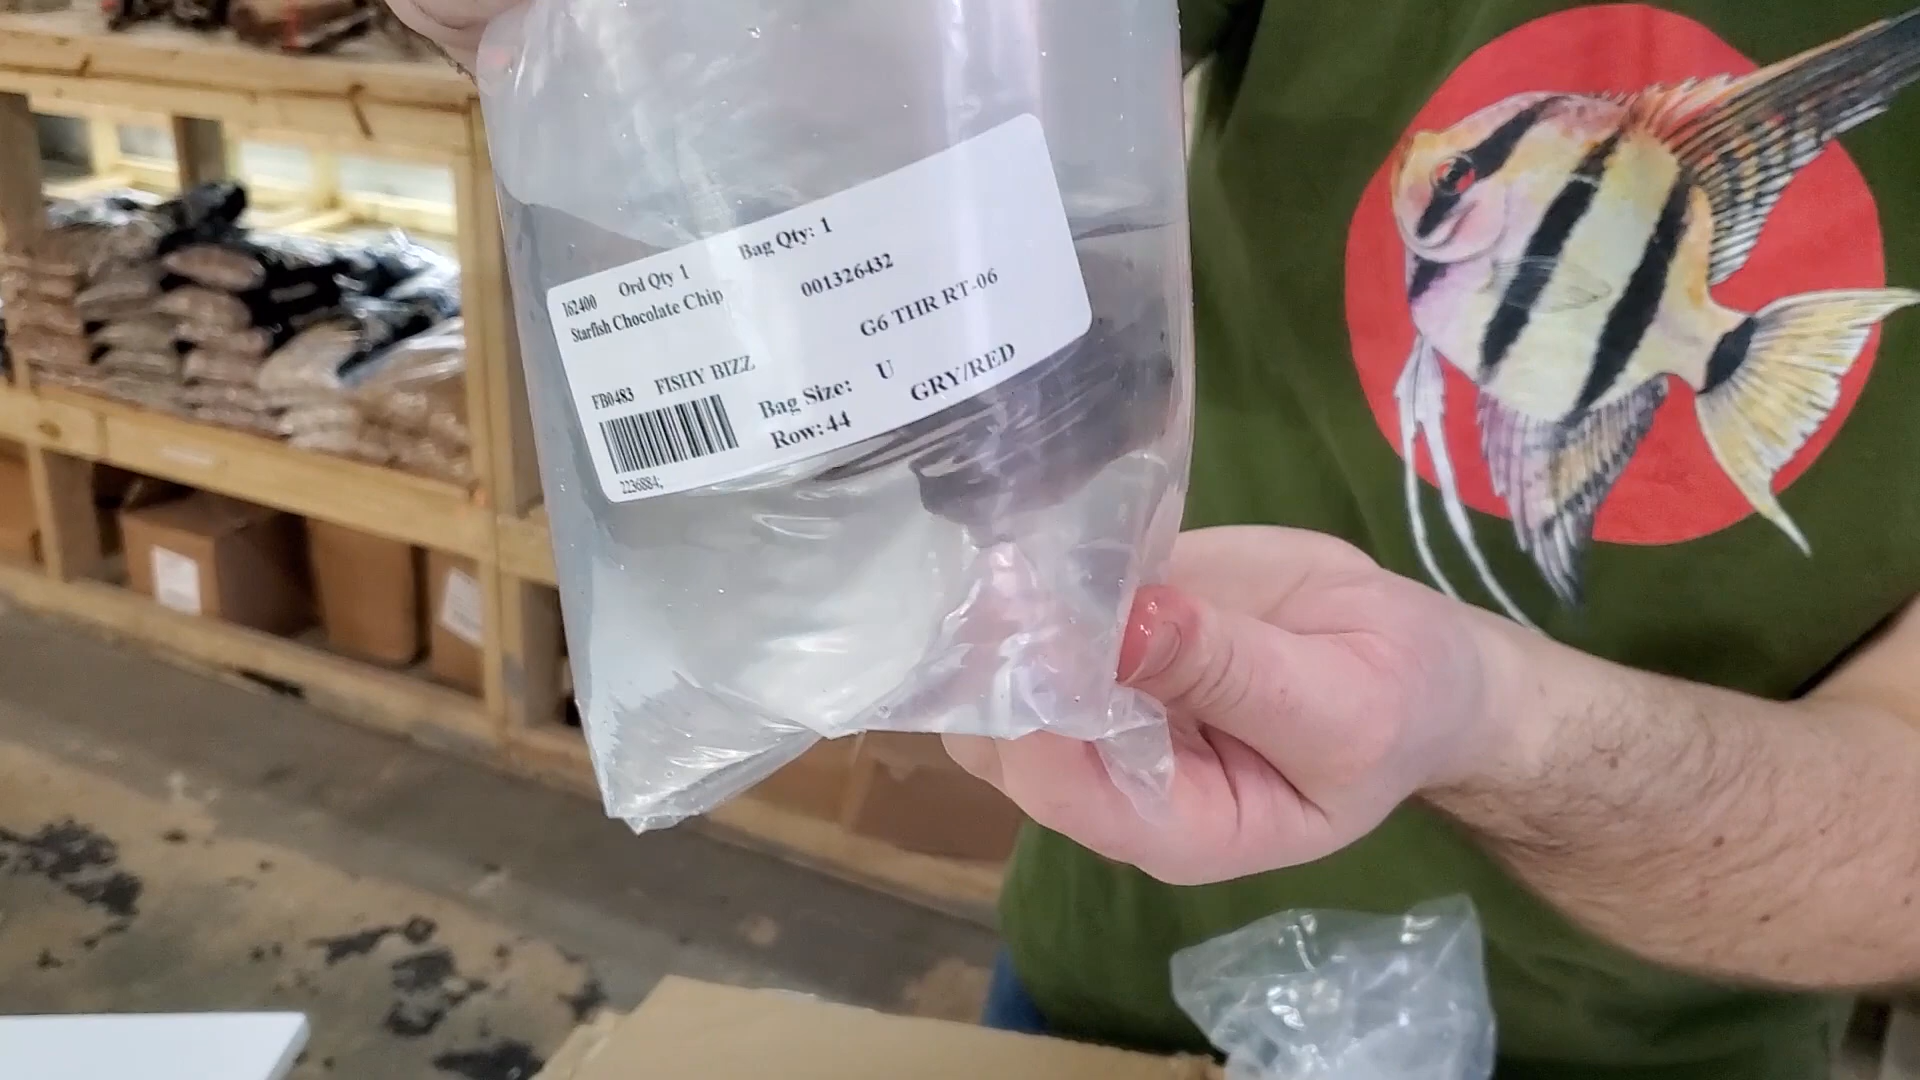 162400 Ord Qty 1 Bag Qty: 1
Starfish Chocolate Chip 001326432
G6 THR RT-06
FB0483 FISHY BIZZ
Bag Size: U GRY/RED
Row: 44
2236884;